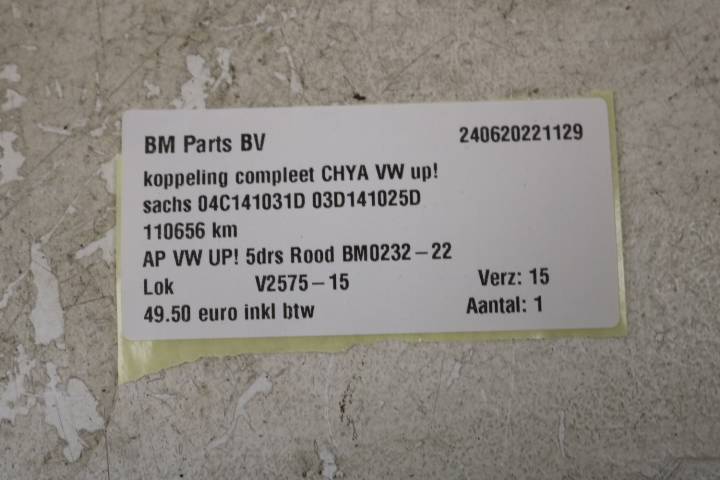 BM Parts BV 240620221129
koppeling compleet CHYA VW up!
sachs 04C141031D 03D141025D
110656 km
AP VW UP! 5drs Rood BM0232-22
Lok V2575-15 Verz: 15
49.50 euro inkl btw Aantal: 1